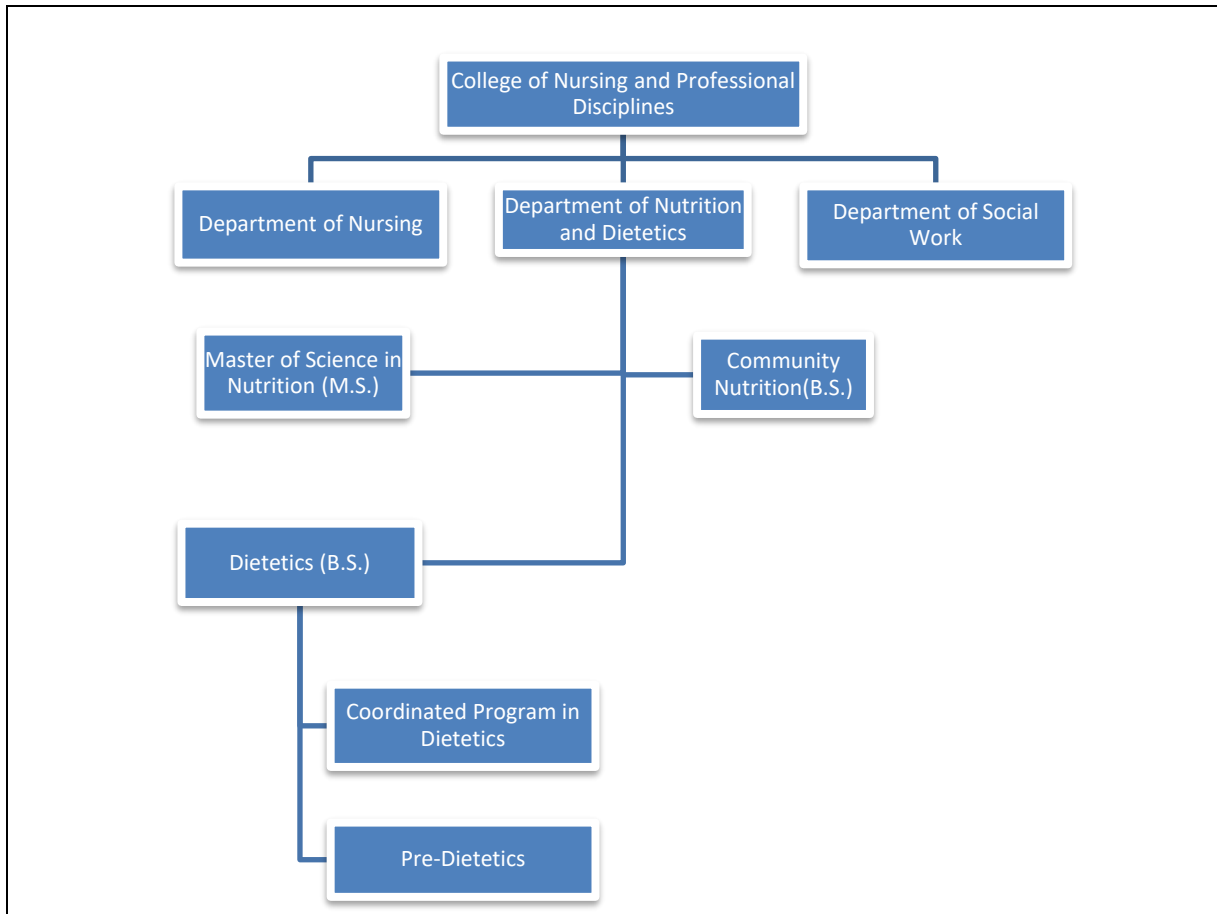 College of Nursing and Professional
Disciplines
Department of Nursing
Department of Nutrition
and Dietetics
Department of Social
Work
Master of Science in
Nutrition (M.S.)
Community
Nutrition(B.S.)
Dietetics (B.S.)
Coordinated Program in
Dietetics
Pre-Dietetics